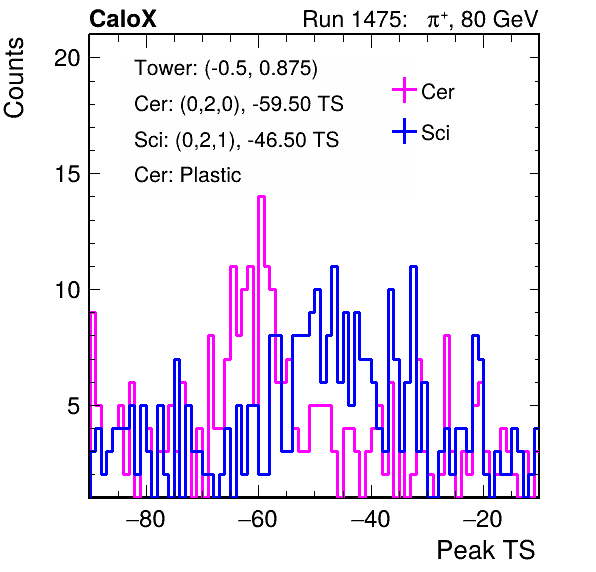 CaloX Run 1475: π⁺, 80 GeV
Counts
20
15
10
5
Tower: (-0.5, 0.875)
Cer: (0,2,0), -59.50 TS
Sci: (0,2,1), -46.50 TS
Cer: Plastic
Cer
Sci
−80 −60 −40 −20
Peak TS